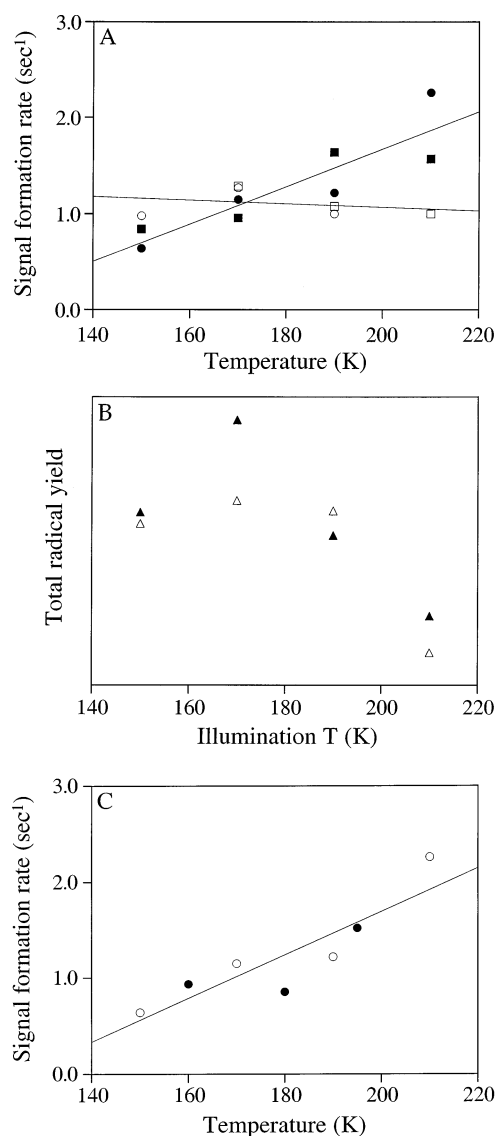 A
Signal formation rate (sec¹)
3.0
2.0
1.0
0.0
140 160 180 200 220
Temperature (K)
B
Total radical yield
140 160 180 200 220
Illumination T (K)
C
Signal formation rate (sec¹)
3.0
2.0
1.0
0.0
140 160 180 200 220
Temperature (K)